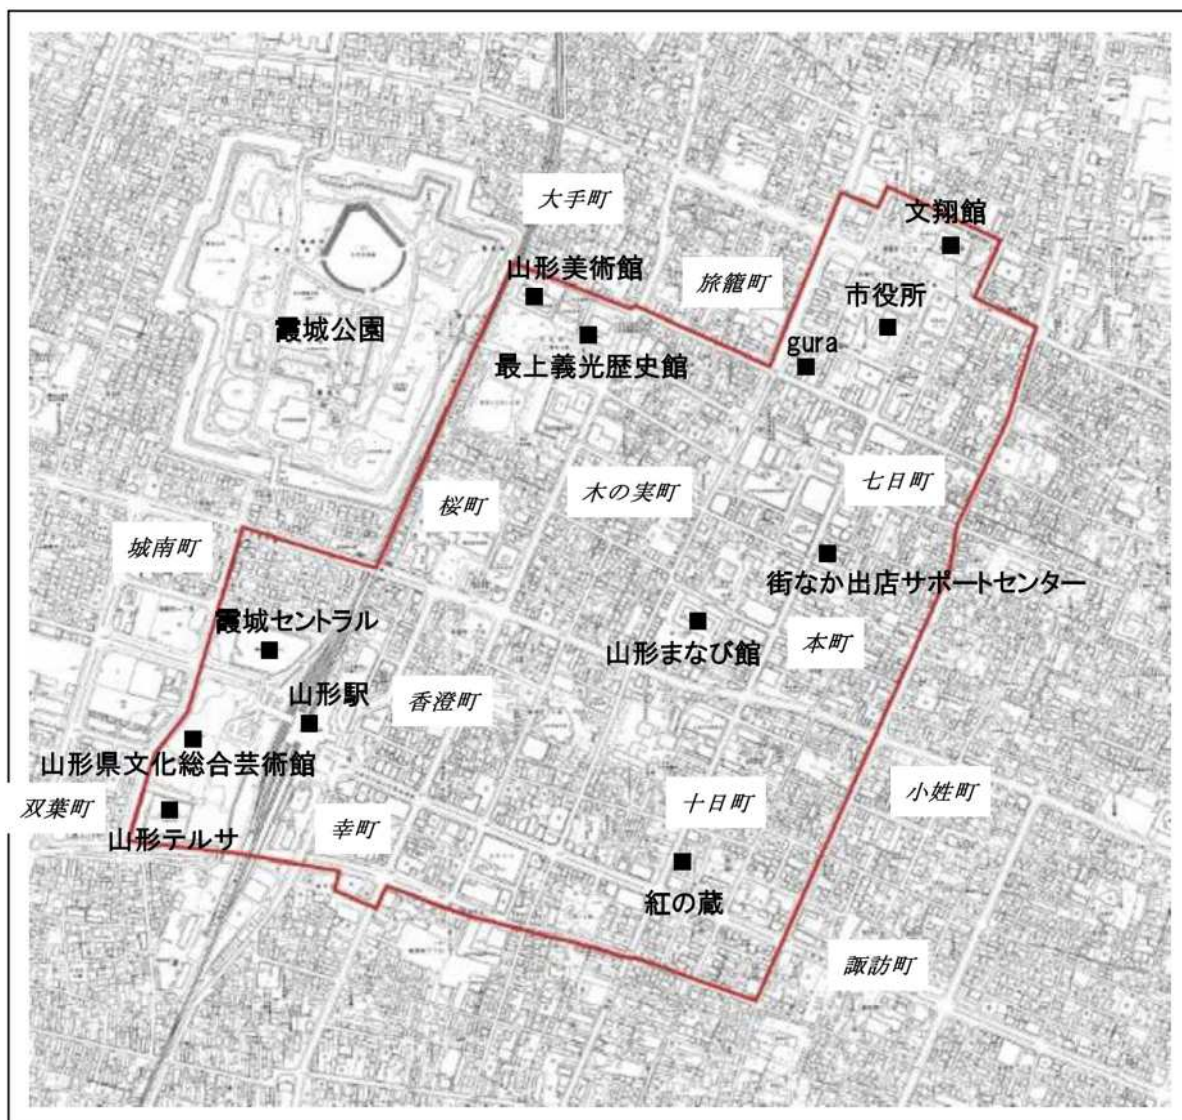 大手町
文翔館
山形美術館
旅籠町
市役所
霞城公園
gura
最上義光歴史館
七日町
木の実町
桜町
城南町
街なか出店サポートセンター
霞城セントラル
山形まなび館
本町
山形駅
香澄町
山形県文化総合芸術館
双葉町
小姓町
十日町
幸町
山形テルサ
紅の蔵
諏訪町